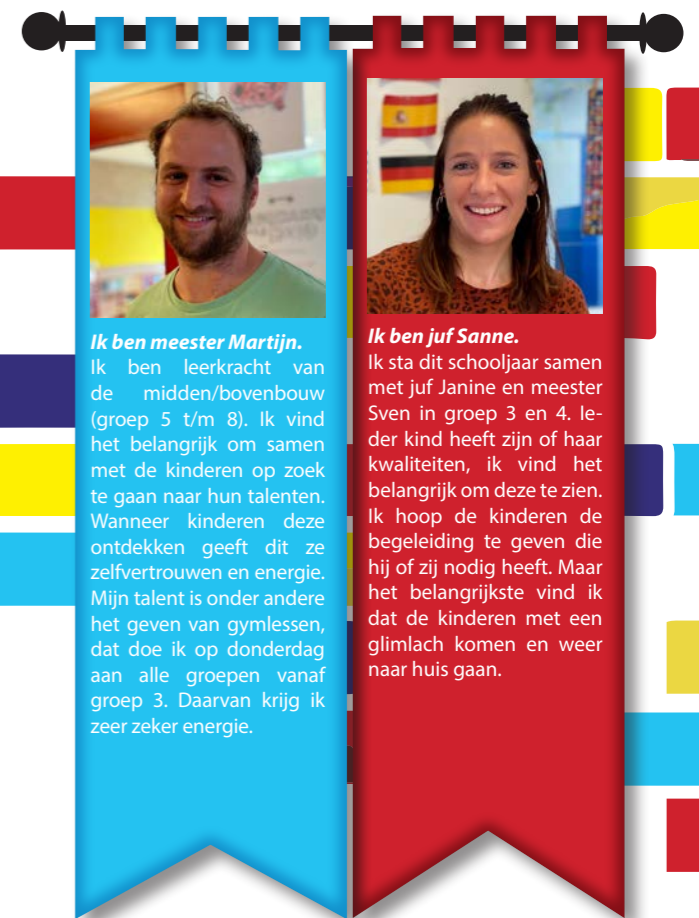 Ik ben meester Martijn.
Ik ben leerkracht van
de midden/bovenbouw
(groep 5 t/m 8). Ik vind
het belangrijk om samen
met de kinderen op zoek
te gaan naar hun talenten.
Wanneer kinderen deze
ontdekken geeft dit ze
zelfvertrouwen en energie.
Mijn talent is onder andere
het geven van gymlessen,
dat doe ik op donderdag
aan alle groepen vanaf
groep 3. Daarvan krijg ik
zeer zeker energie.
Ik ben juf Sanne.
Ik sta dit schooljaar samen
met juf Janine en meester
Sven in groep 3 en 4. Ie-
der kind heeft zijn of haar
kwaliteiten, ik vind het
belangrijk om deze te zien.
Ik hoop de kinderen de
begeleiding te geven die
hij of zij nodig heeft. Maar
het belangrijkste vind ik
dat de kinderen met een
glimlach komen en weer
naar huis gaan.